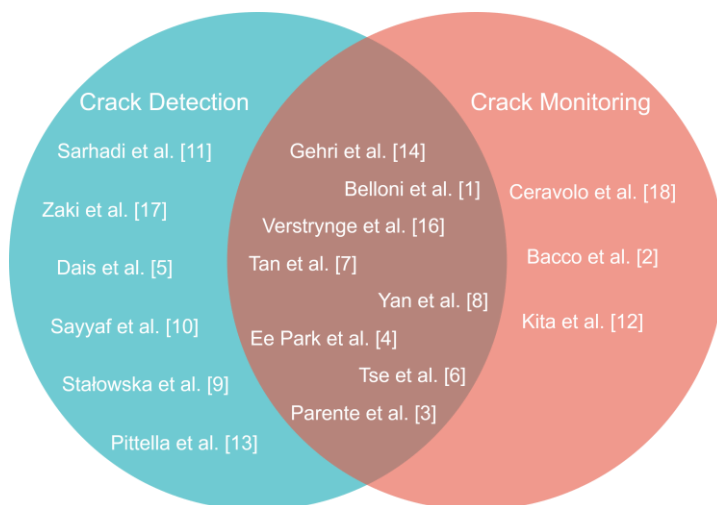 Crack Detection
Sarhadi et al. [11]
Zaki et al. [17]
Dais et al. [5]
Sayyaf et al. [10]
Stałowska et al. [9]
Pittella et al. [13]
Gehri et al. [14]
Belloni et al. [1]
Verstrynge et al. [16]
Tan et al. [7]
Yan et al. [8]
Ee Park et al. [4]
Tse et al. [6]
Parente et al. [3]
Crack Monitoring
Ceravolo et al. [18]
Bacco et al. [2]
Kita et al. [12]